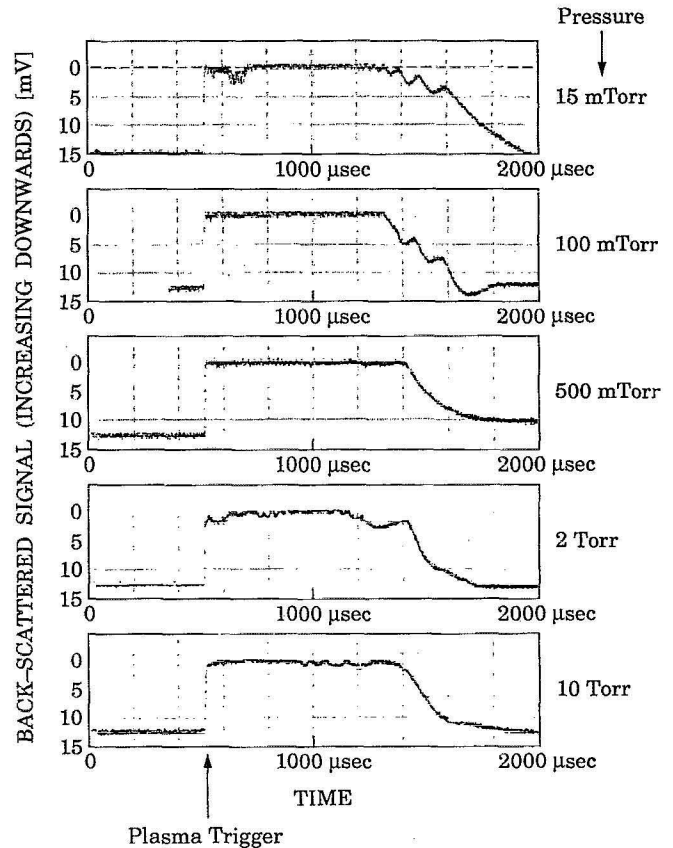 Pressure
BACK–SCATTERED SIGNAL (INCREASING DOWNWARDS) [mV]
0
5
10
15
15 mTorr
0
1000 µsec
2000 µsec
0
5
10
15
100 mTorr
0
1000 µsec
2000 µsec
0
5
10
15
500 mTorr
0
1000 µsec
2000 µsec
0
5
10
15
2 Torr
0
1000 µsec
2000 µsec
0
5
10
15
10 Torr
0
1000 µsec
2000 µsec
TIME
Plasma Trigger